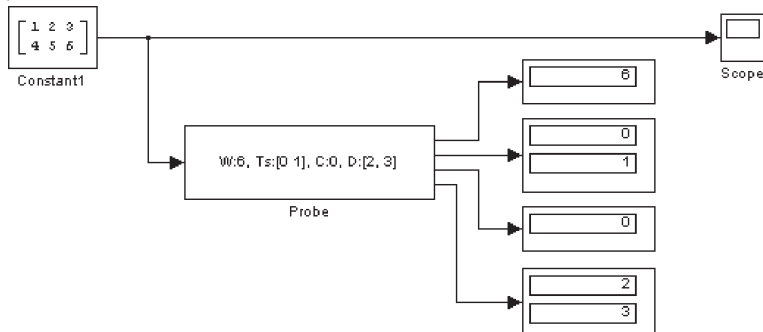 1 2 3
4 5 6
Constant1
Scope
6
0
1
W:6, Ts:[0 1], C:0, D:[2, 3]
Probe
0
2
3